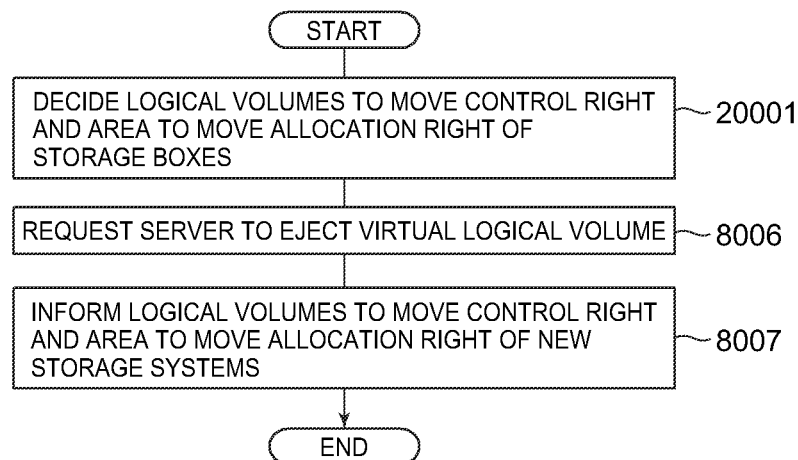 START
DECIDE LOGICAL VOLUMES TO MOVE CONTROL RIGHT
AND AREA TO MOVE ALLOCATION RIGHT OF
STORAGE BOXES
20001
REQUEST SERVER TO EJECT VIRTUAL LOGICAL VOLUME
8006
INFORM LOGICAL VOLUMES TO MOVE CONTROL RIGHT
AND AREA TO MOVE ALLOCATION RIGHT OF NEW
STORAGE SYSTEMS
8007
END